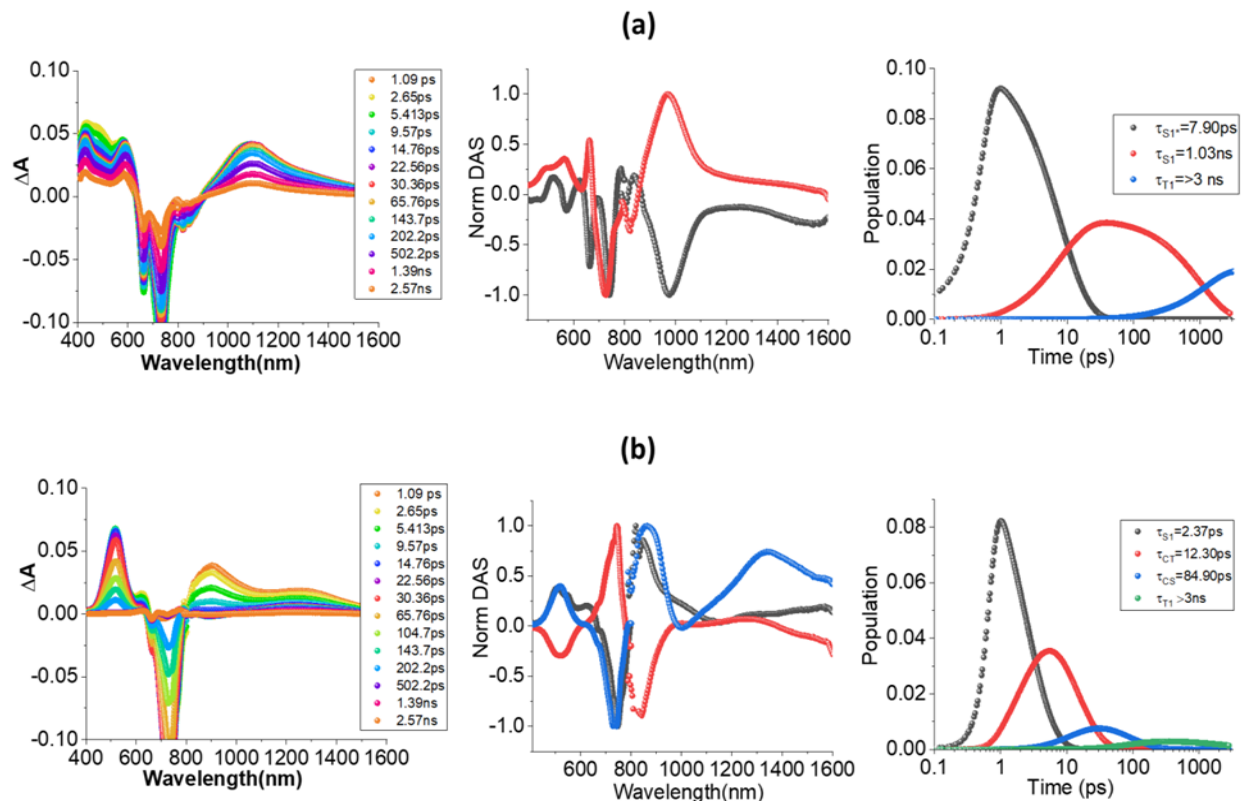 (a)
ΔA
0.10
0.05
0.00
-0.05
-0.10
400 600 800 1000 1200 1400 1600
Wavelength(nm)
1.09 ps
2.65ps
5.413ps
9.57ps
14.76ps
22.56ps
30.36ps
65.76ps
143.7ps
202.2ps
502.2ps
1.39ns
2.57ns
Norm DAS
1.0
0.5
0.0
-0.5
-1.0
600 800 1000 1200 1400 1600
Wavelength(nm)
Population
0.10
0.08
0.06
0.04
0.02
0.00
0.1 1 10 100 1000
Time (ps)
τS1*=7.90ps
τS1=1.03ns
τT1=>3 ns
(b)
ΔA
0.10
0.05
0.00
-0.05
-0.10
400 600 800 1000 1200 1400 1600
Wavelength(nm)
1.09 ps
2.65ps
5.413ps
9.57ps
14.76ps
22.56ps
30.36ps
65.76ps
104.7ps
143.7ps
202.2ps
502.2ps
1.39ns
2.57ns
Norm DAS
1.0
0.5
0.0
-0.5
-1.0
600 800 1000 1200 1400 1600
Wavelength(nm)
Population
0.08
0.06
0.04
0.02
0.00
0.1 1 10 100 1000
Time (ps)
τS1=2.37ps
τCT=12.30ps
τCS=84.90ps
τT1 >3ns